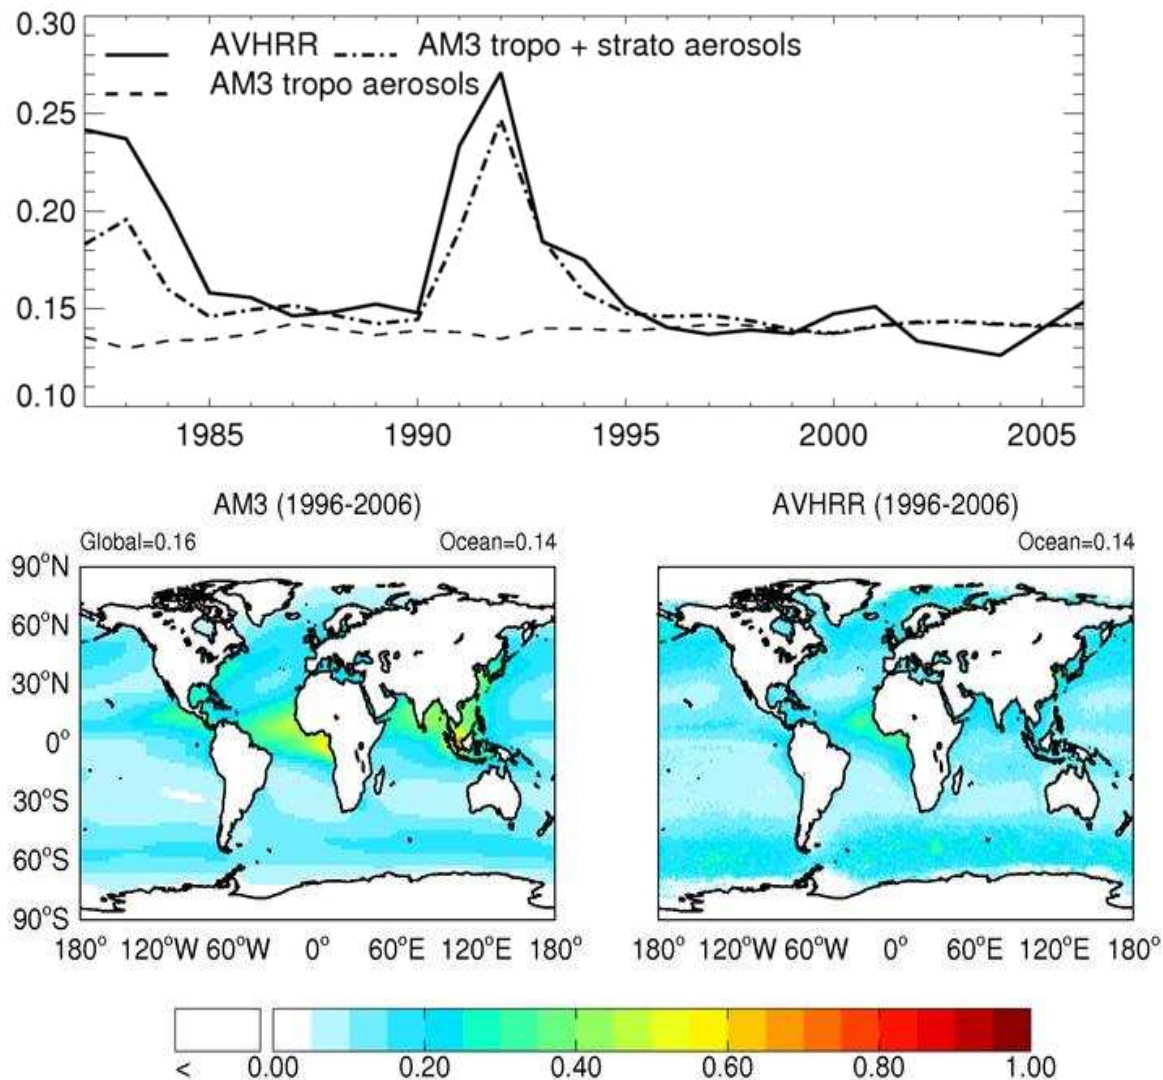 0.30
AVHRR AM3 tropo + strato aerosols
AM3 tropo aerosols
0.25
0.20
0.15
0.10
1985 1990 1995 2000 2005
AM3 (1996-2006)
Global=0.16 Ocean=0.14
90°N
60°N
30°N
0°
30°S
60°S
90°S
180° 120°W 60°W 0° 60°E 120°E 180°
AVHRR (1996-2006)
Ocean=0.14
180° 120°W 60°W 0° 60°E 120°E 180°
< 0.00 0.20 0.40 0.60 0.80 1.00